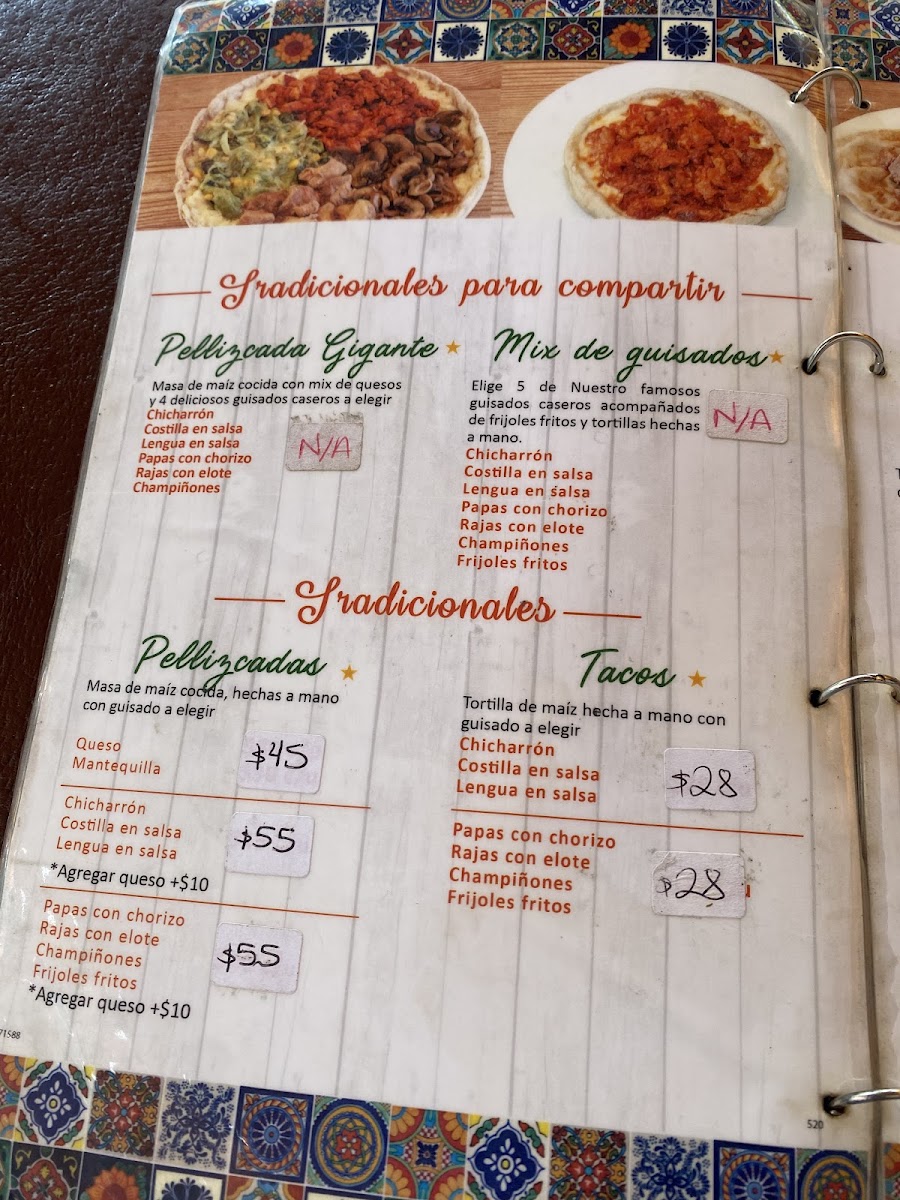 Tradicionales para compartir
Pellizcada Gigante
Masa de maíz cocida con mix de quesos
y 4 deliciosos guisados caseros a elegir
Chicharrón
Costilla en salsa
Lengua en salsa
Papas con chorizo
Rajas con elote
Champiñones
N/A
Mix de guisados
Elige 5 de Nuestro famosos
guisados caseros acompañados
de frijoles fritos y tortillas hechas
a mano.
N/A
Chicharrón
Costilla en salsa
Lengua en salsa
Papas con chorizo
Rajas con elote
Champiñones
Frijoles fritos
Tradicionales
Pellizcadas
Masa de maíz cocida, hechas a mano
con guisado a elegir
Queso
Mantequilla
$45
Chicharrón
Costilla en salsa
Lengua en salsa
$55
*Agregar queso +$10
Papas con chorizo
Rajas con elote
Champiñones
Frijoles fritos
$55
*Agregar queso +$10
Tacos
Tortilla de maíz hecha a mano con
guisado a elegir
Chicharrón
Costilla en salsa
Lengua en salsa
$28
Papas con chorizo
Rajas con elote
Champiñones
Frijoles fritos
$28
71588
520